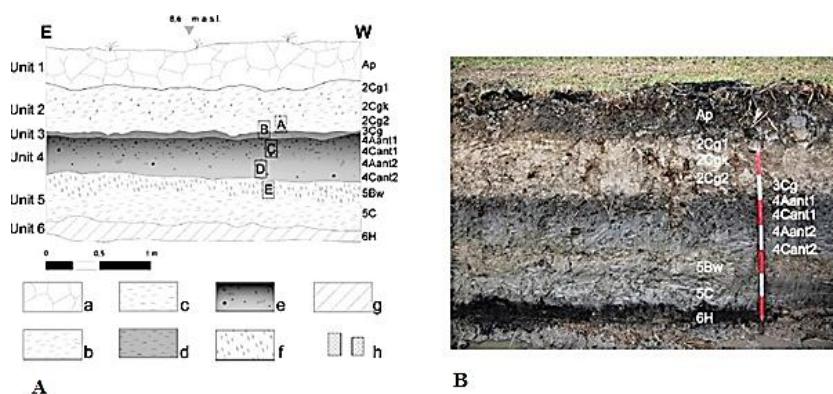 8,6 m a.s.l.
E W
Unit 1 Ap
2Cg1
Unit 2 2Cgk
2Cg2
A
Unit 3 B 3Cg
4Aant1
Unit 4 C 4Cant1
D 4Aant2
4Cant2
E 5Bw
Unit 5
5C
Unit 6 6H
0 0,5 1 m
a c e g
b d f h
A
Ap
2Cg1
2Cgk
2Cg2
3Cg
4Aant1
4Cant1
4Aant2
4Cant2
5Bw
5C
6H
B